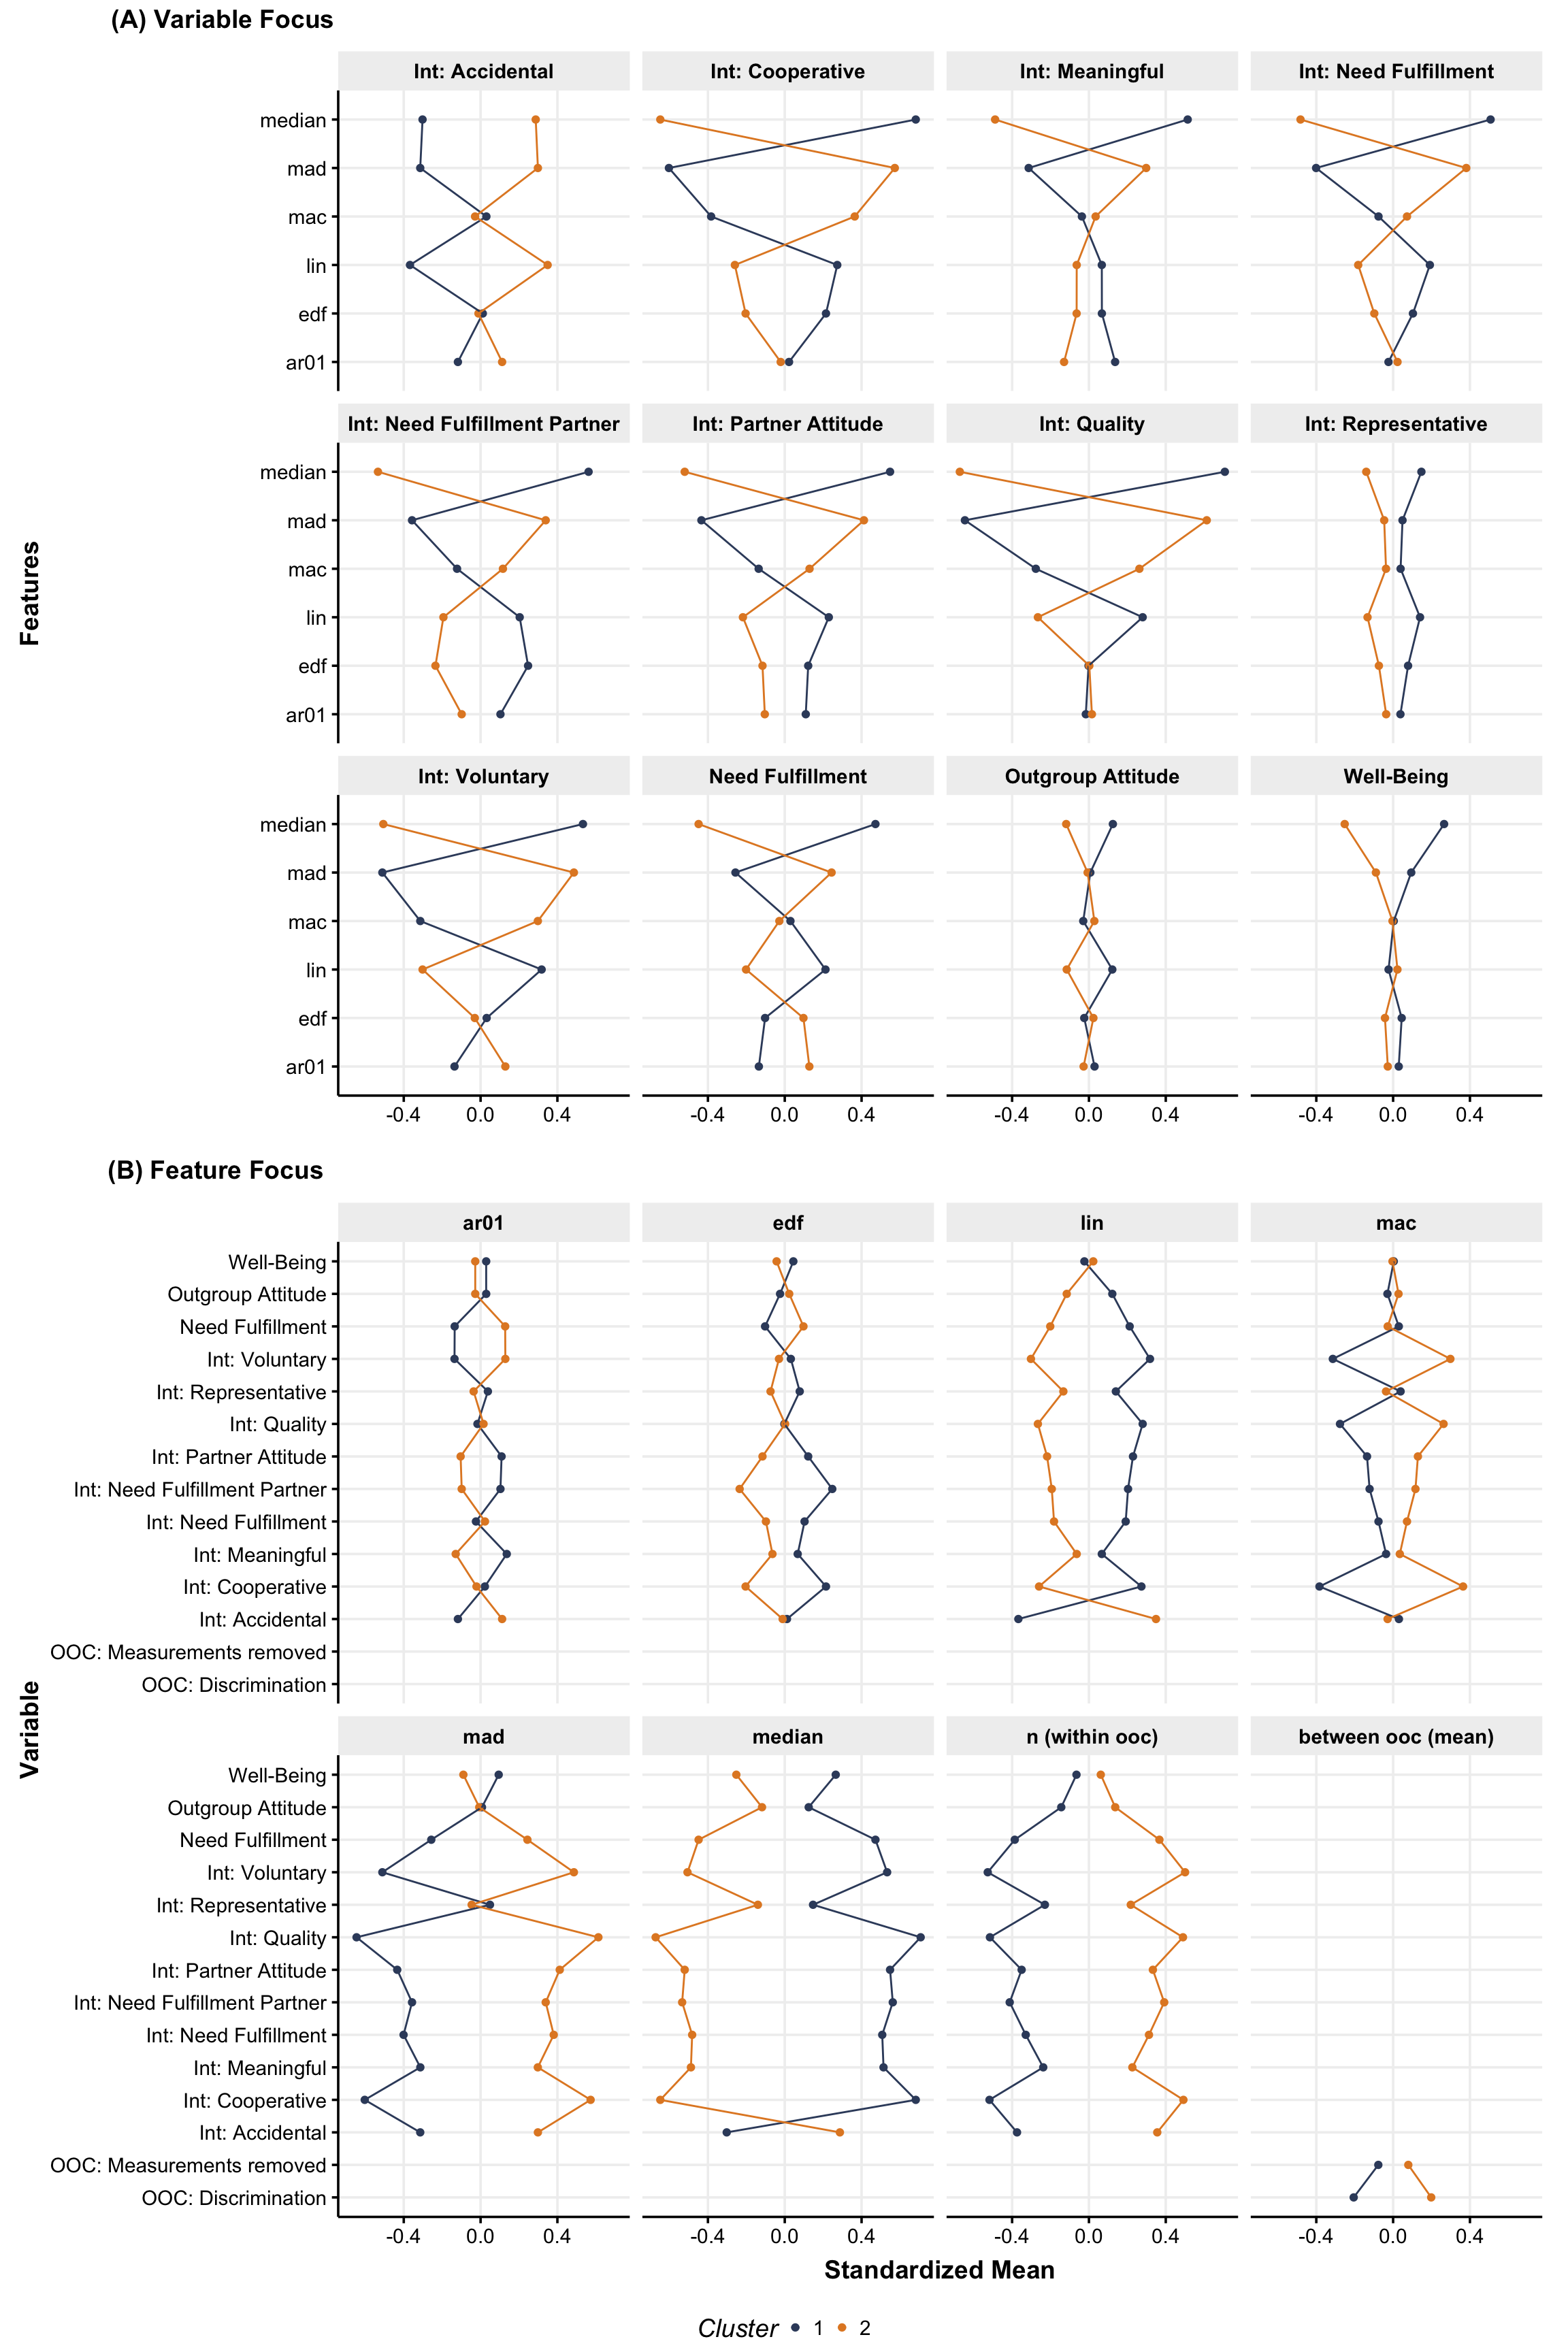 (A) Variable Focus
Int: Accidental
Int: Cooperative
Int: Meaningful
Int: Need Fulfillment
median
mad
mac
lin
edf
ar01
Int: Need Fulfillment Partner
Int: Partner Attitude
Int: Quality
Int: Representative
median
mad
mac
lin
edf
ar01
Features
Int: Voluntary
Need Fulfillment
Outgroup Attitude
Well-Being
median
mad
mac
lin
edf
ar01
-0.4 0.0 0.4
-0.4 0.0 0.4
-0.4 0.0 0.4
-0.4 0.0 0.4
(B) Feature Focus
ar01
edf
lin
mac
Well-Being
Outgroup Attitude
Need Fulfillment
Int: Voluntary
Int: Representative
Int: Quality
Int: Partner Attitude
Int: Need Fulfillment Partner
Int: Need Fulfillment
Int: Meaningful
Int: Cooperative
Int: Accidental
OOC: Measurements removed
OOC: Discrimination
Variable
mad
median
n (within ooc)
between ooc (mean)
Well-Being
Outgroup Attitude
Need Fulfillment
Int: Voluntary
Int: Representative
Int: Quality
Int: Partner Attitude
Int: Need Fulfillment Partner
Int: Need Fulfillment
Int: Meaningful
Int: Cooperative
Int: Accidental
OOC: Measurements removed
OOC: Discrimination
-0.4 0.0 0.4
-0.4 0.0 0.4
-0.4 0.0 0.4
-0.4 0.0 0.4
Standardized Mean
Cluster 1 2